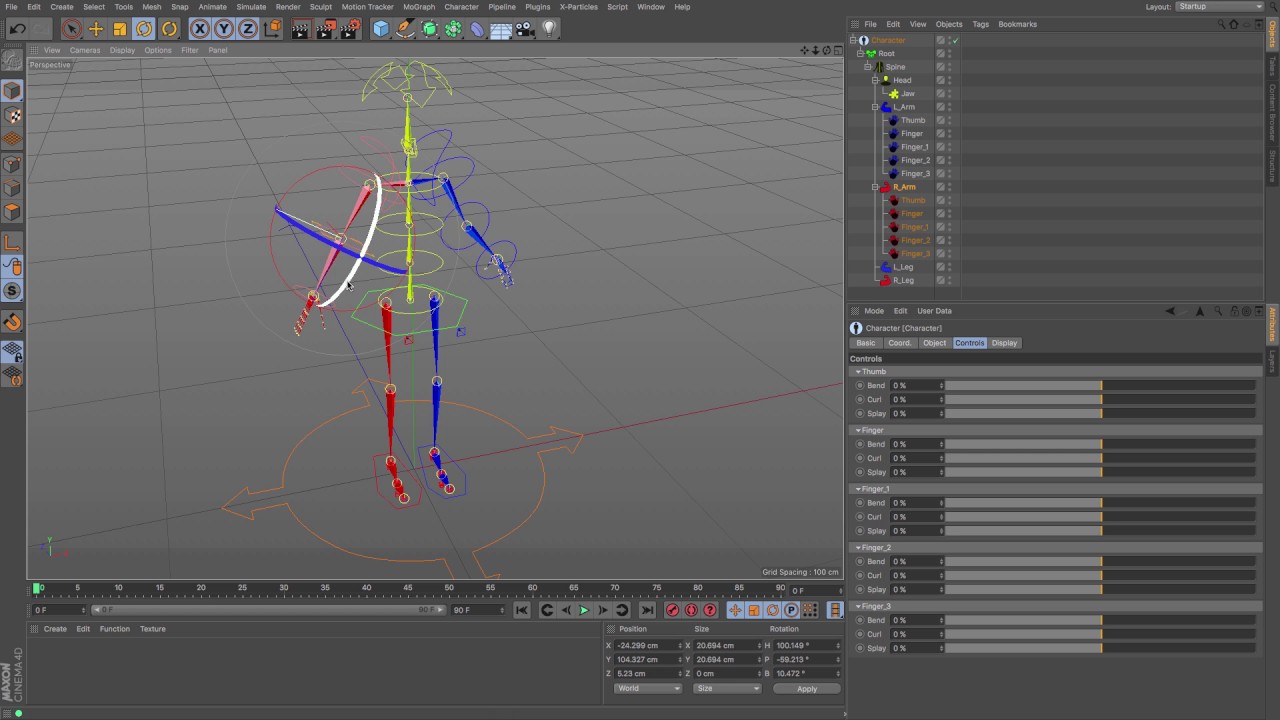 File Edit Create Select Tools Mesh Snap Animate Simulate Render Sculpt Motion Tracker MoGraph Character Pipeline Plugins X-Particles Script Window Help Layout: Startup
X Y Z
File Edit View Objects Tags Bookmarks
View Cameras Display Options Filter Panel
Perspective
Character
Root
Spine
Head
Jaw
L_Arm
Thumb
Finger
Finger_1
Finger_2
Finger_3
R_Arm
Thumb
Finger
Finger_1
Finger_2
Finger_3
L_Leg
R_Leg
Objects
Takes
Content Browser
Structure
Mode Edit User Data
Character [Character]
Basic Coord. Object Controls Display
Controls
Thumb
Bend 0 %
Curl 0 %
Splay 0 %
Finger
Bend 0 %
Curl 0 %
Splay 0 %
Finger_1
Bend 0 %
Curl 0 %
Splay 0 %
Finger_2
Bend 0 %
Curl 0 %
Splay 0 %
Finger_3
Bend 0 %
Curl 0 %
Splay 0 %
Attributes
Layers
Y
Grid Spacing : 100 cm
0 5 10 15 20 25 30 35 40 45 50 55 60 65 70 75 80 85 90 0 F
0 F 0 F 90 F 90 F
Create Edit Function Texture
Position Size Rotation
X -24.299 cm X 20.694 cm H 100.149 °
Y 104.327 cm Y 20.694 cm P -59.213 °
Z 5.23 cm Z 0 cm B 10.472 °
World Size Apply
MAXON
CINEMA4D